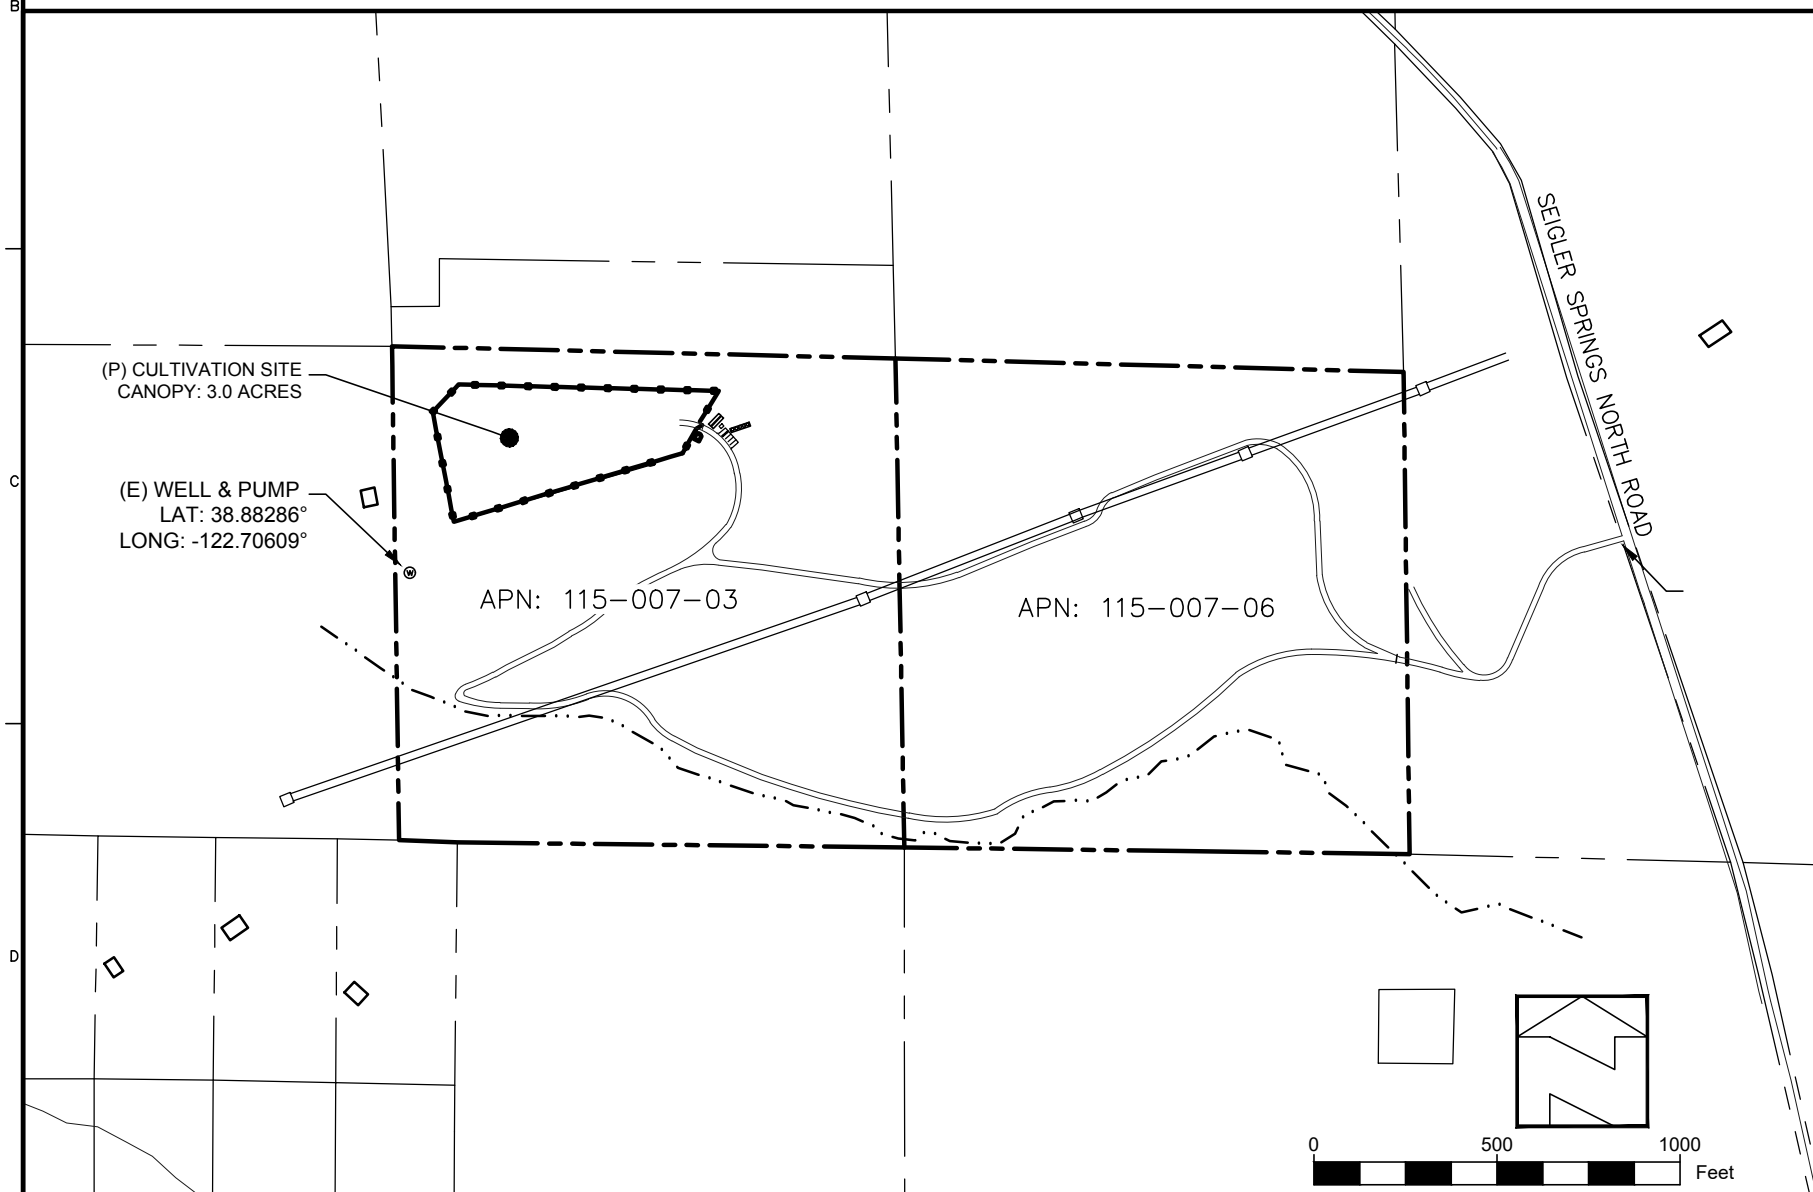 B
SEIGLER SPRINGS NORTH ROAD
(P) CULTIVATION SITE
CANOPY: 3.0 ACRES
C
(E) WELL & PUMP
LAT: 38.88286°
LONG: -122.70609°
W
APN: 115-007-03
APN: 115-007-06
D
0 500 1000
Feet